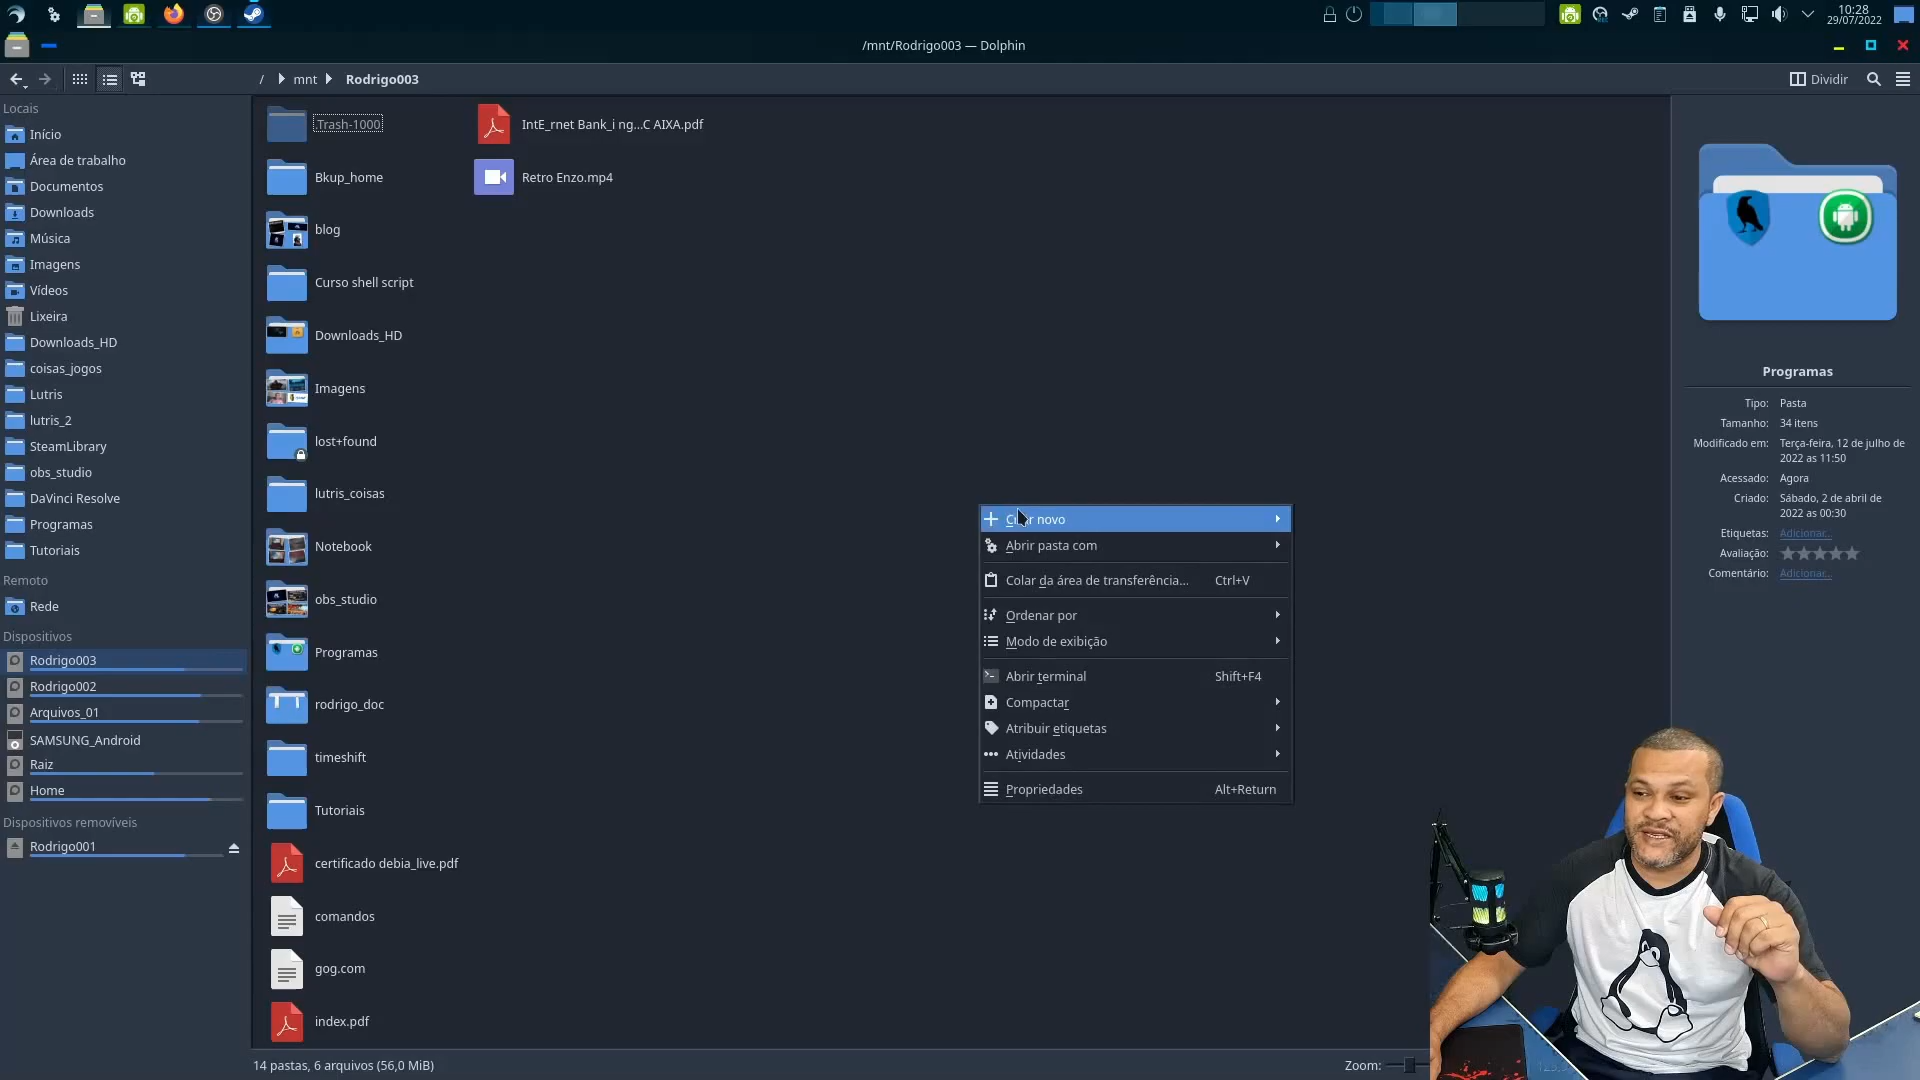 10:28
29/07/2022
/mnt/Rodrigo003 — Dolphin
/ mnt Rodrigo003
Dividir
Locais
Início
Área de trabalho
Documentos
Downloads
Música
Imagens
Vídeos
Lixeira
Downloads_HD
coisas_jogos
Lutris
lutris_2
SteamLibrary
obs_studio
DaVinci Resolve
Programas
Tutoriais
Remoto
Rede
Dispositivos
Rodrigo003
Rodrigo002
Arquivos_01
SAMSUNG_Android
Raiz
Home
Dispositivos removíveis
Rodrigo001
.Trash-1000
Bkup_home
blog
Curso shell script
Downloads_HD
Imagens
lost+found
lutris_coisas
Notebook
obs_studio
Programas
rodrigo_doc
timeshift
Tutoriais
certificado debia_live.pdf
comandos
gog.com
index.pdf
IntE_rnet Bank_i ng...C AIXA.pdf
Retro Enzo.mp4
novo
Abrir pasta com
Colar da área de transferência... Ctrl+V
Ordenar por
Modo de exibição
Abrir terminal Shift+F4
Compactar
Atribuir etiquetas
Atividades
Propriedades Alt+Return
Programas
Tipo: Pasta
Tamanho: 34 itens
Modificado em: Terça-feira, 12 de julho de
2022 as 11:50
Acessado: Agora
Criado: Sábado, 2 de abril de
2022 as 00:30
Etiquetas: Adicionar...
Avaliação:
Comentário: Adicionar...
14 pastas, 6 arquivos (56,0 MiB)
Zoom: